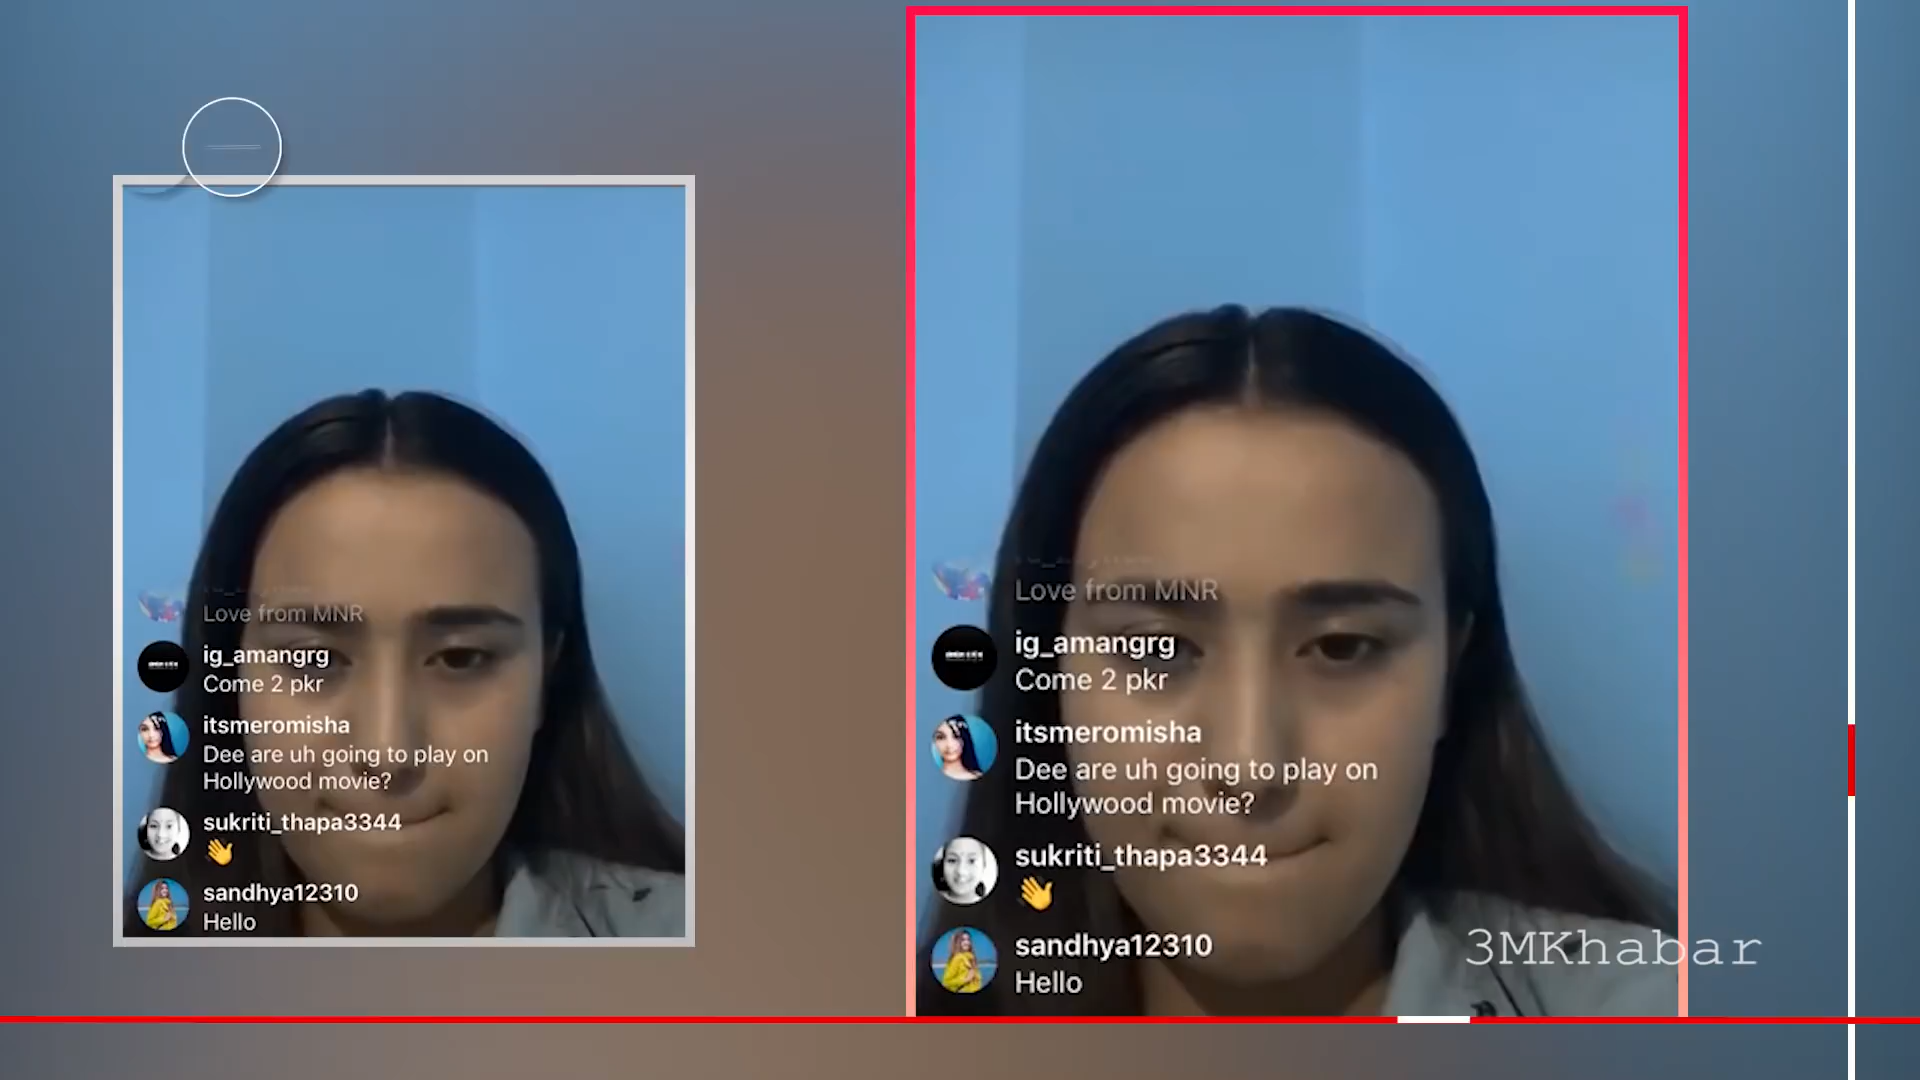 Love from MNR
ig_amangrg
Come 2 pkr
itsmeromisha
Dee are uh going to play on
Hollywood movie?
sukriti_thapa3344
👋
sandhya12310
Hello
Love from MNR
ig_amangrg
Come 2 pkr
itsmeromisha
Dee are uh going to play on
Hollywood movie?
sukriti_thapa3344
👋
sandhya12310
Hello
3MKhabar